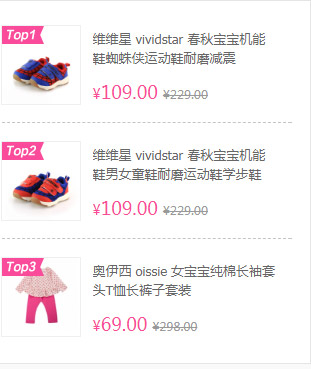 Top1
维维星 vividstar 春秋宝宝机能
鞋蜘蛛侠运动鞋耐磨减震
¥109.00 ¥229.00
Top2
维维星 vividstar 春秋宝宝机能
鞋男女童鞋耐磨运动鞋学步鞋
¥109.00 ¥229.00
Top3
奥伊西 oissie 女宝宝纯棉长袖套
头T恤长裤子套装
¥69.00 ¥298.00